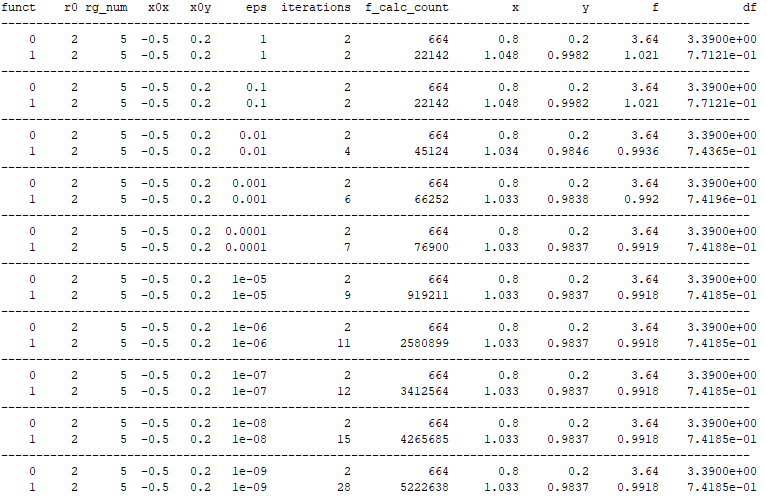 funct r0 rg_num x0x x0y eps iterations f_calc_count x y f df
0 2 5 -0.5 0.2 1 2 664 0.8 0.2 3.64 3.3900e+00
1 2 5 -0.5 0.2 1 2 22142 1.048 0.9982 1.021 7.7121e-01
0 2 5 -0.5 0.2 0.1 2 664 0.8 0.2 3.64 3.3900e+00
1 2 5 -0.5 0.2 0.1 2 22142 1.048 0.9982 1.021 7.7121e-01
0 2 5 -0.5 0.2 0.01 2 664 0.8 0.2 3.64 3.3900e+00
1 2 5 -0.5 0.2 0.01 4 45124 1.034 0.9846 0.9936 7.4365e-01
0 2 5 -0.5 0.2 0.001 2 664 0.8 0.2 3.64 3.3900e+00
1 2 5 -0.5 0.2 0.001 6 66252 1.033 0.9838 0.992 7.4196e-01
0 2 5 -0.5 0.2 0.0001 2 664 0.8 0.2 3.64 3.3900e+00
1 2 5 -0.5 0.2 0.0001 7 76900 1.033 0.9837 0.9919 7.4188e-01
0 2 5 -0.5 0.2 1e-05 2 664 0.8 0.2 3.64 3.3900e+00
1 2 5 -0.5 0.2 1e-05 9 919211 1.033 0.9837 0.9918 7.4185e-01
0 2 5 -0.5 0.2 1e-06 2 664 0.8 0.2 3.64 3.3900e+00
1 2 5 -0.5 0.2 1e-06 11 2580899 1.033 0.9837 0.9918 7.4185e-01
0 2 5 -0.5 0.2 1e-07 2 664 0.8 0.2 3.64 3.3900e+00
1 2 5 -0.5 0.2 1e-07 12 3412564 1.033 0.9837 0.9918 7.4185e-01
0 2 5 -0.5 0.2 1e-08 2 664 0.8 0.2 3.64 3.3900e+00
1 2 5 -0.5 0.2 1e-08 15 4265685 1.033 0.9837 0.9918 7.4185e-01
0 2 5 -0.5 0.2 1e-09 2 664 0.8 0.2 3.64 3.3900e+00
1 2 5 -0.5 0.2 1e-09 28 5222638 1.033 0.9837 0.9918 7.4185e-01